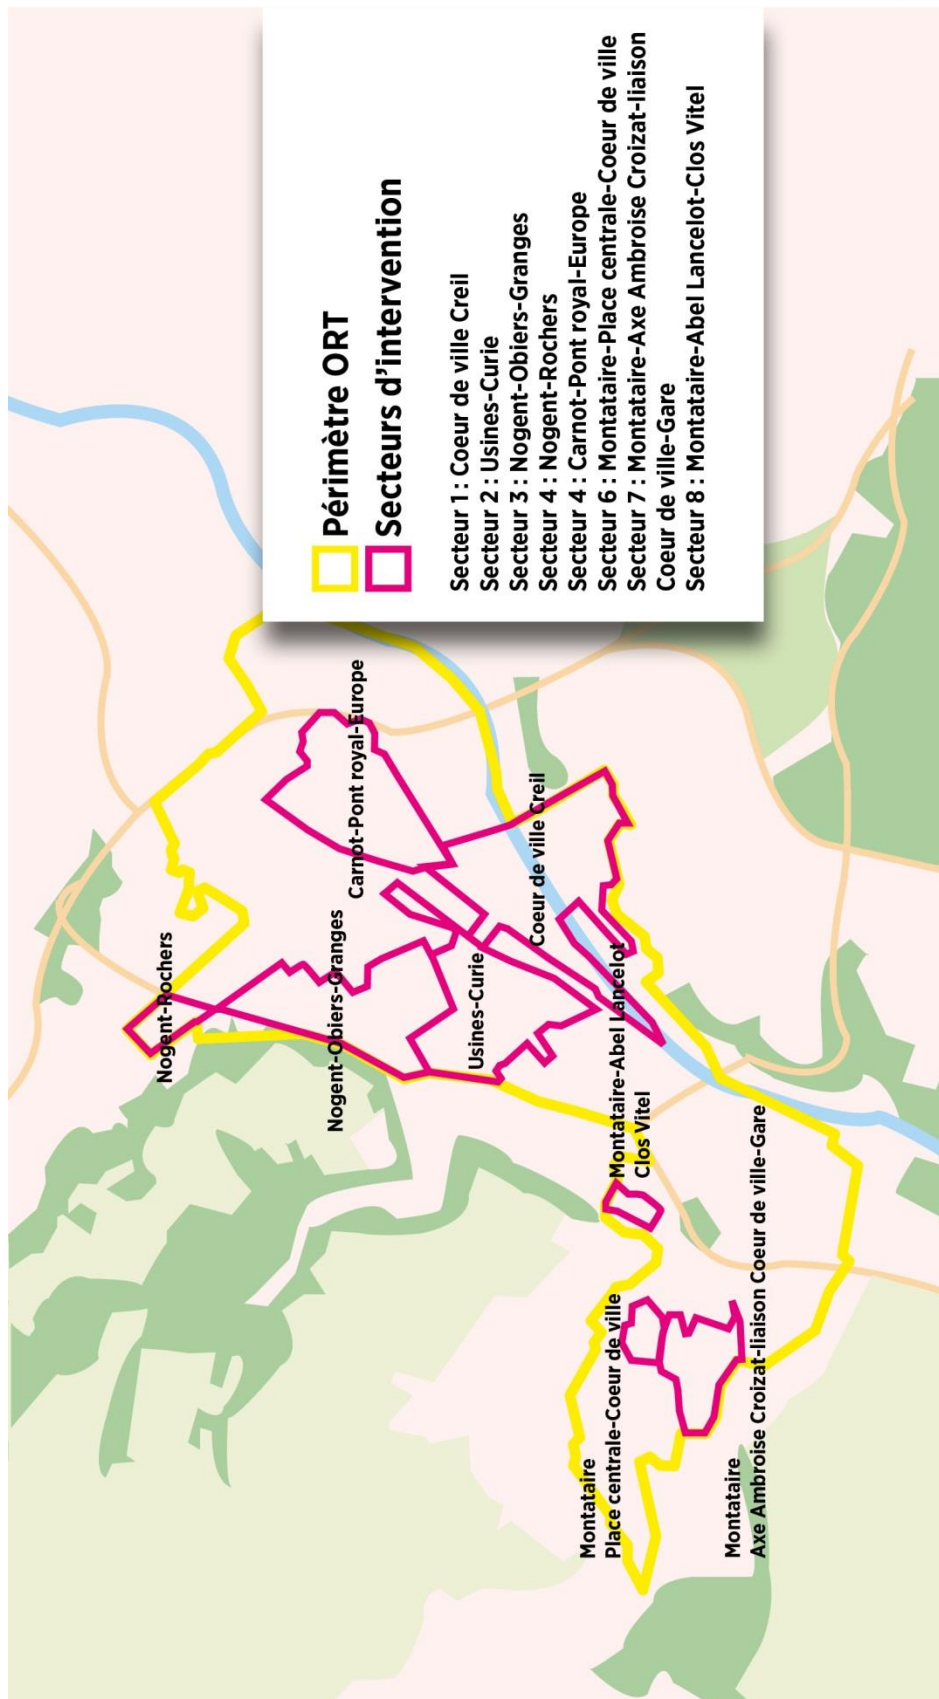 Périmètre ORT
Secteurs d'intervention
Secteur 1 : Coeur de ville Creil
Secteur 2 : Usines-Curie
Secteur 3 : Nogent-Obiers-Granges
Secteur 4 : Nogent-Rochers
Secteur 4 : Carnot-Pont royal-Europe
Secteur 6 : Montataire-Place centrale-Coeur de ville
Secteur 7 : Montataire-Axe Ambroise Croizat-liaison
Coeur de ville-Gare
Secteur 8 : Montataire-Abel Lancelot-Clos Vitel
Nogent-Rochers
Nogent-Obiers-Granges
Carnot-Pont royal-Europe
Usines-Curie
Coeur de ville Creil
Montataire-Abel Lancelot
Clos Vitel
Montataire
Place centrale-Coeur de ville
Montataire
Axe Ambroise Croizat-liaison Coeur de ville-Gare